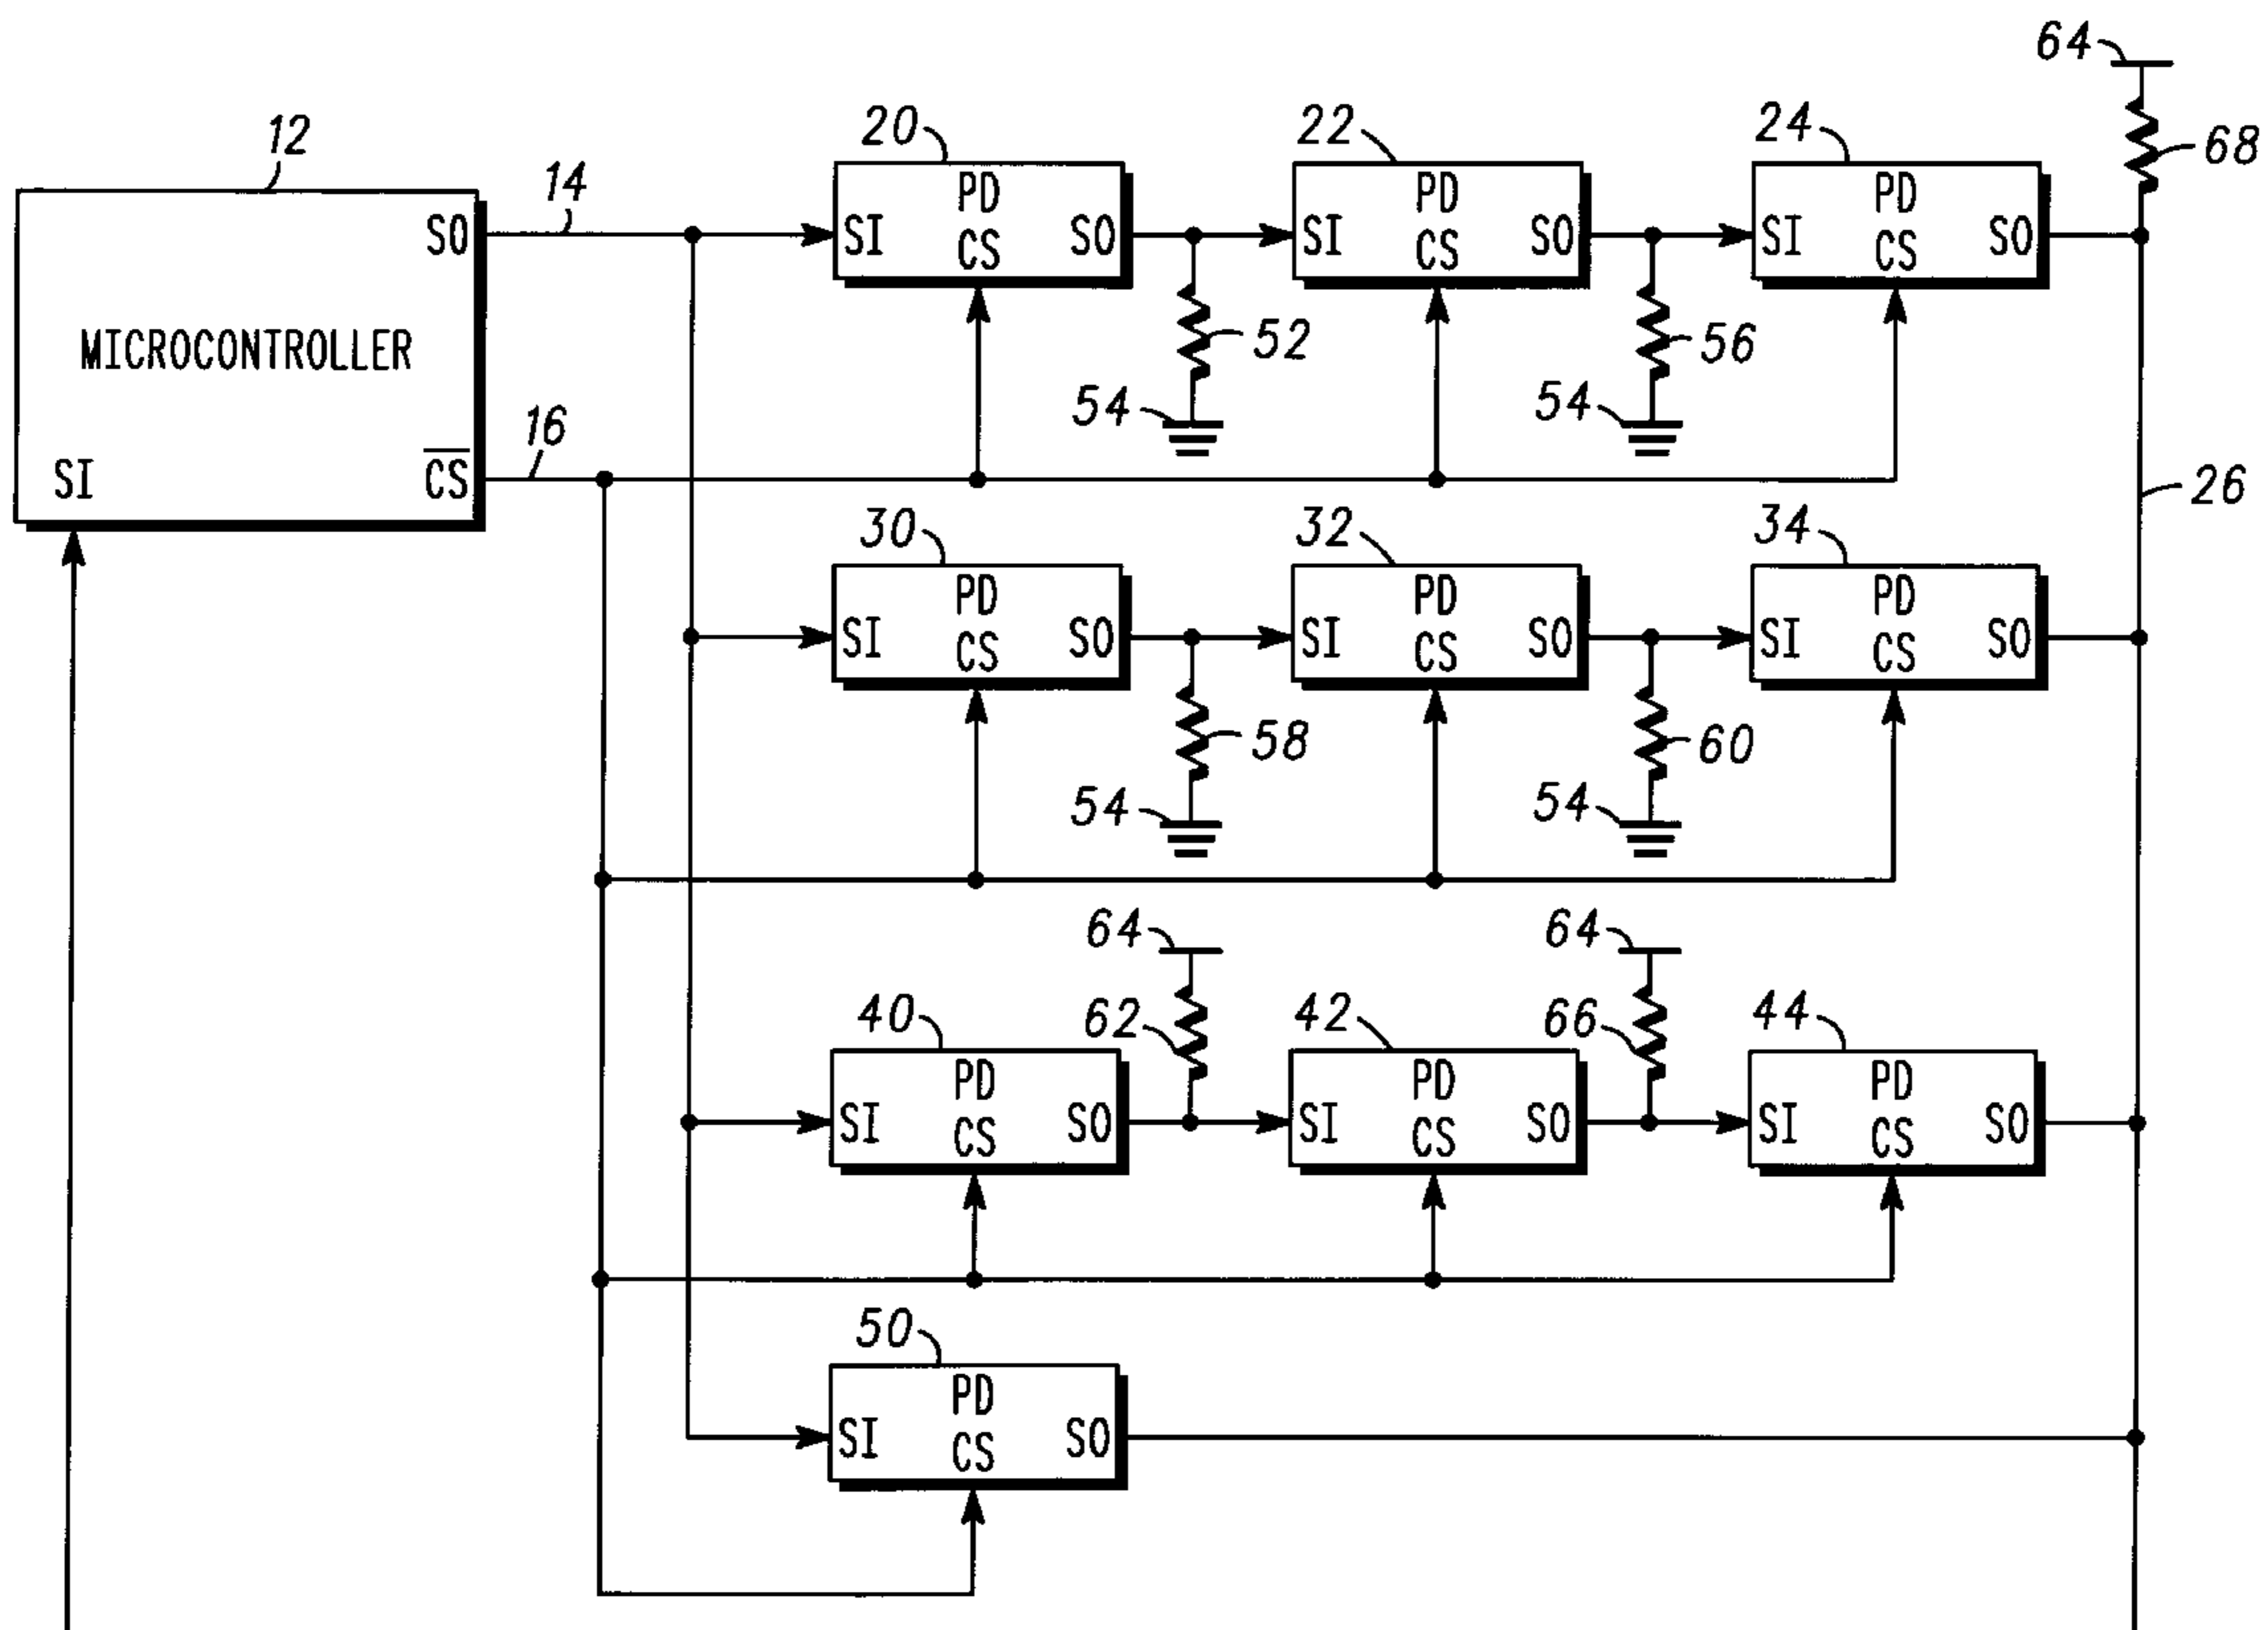 64
12
14
20
22
24
68
SO
SI PD CS SO
SI PD CS SO
SI PD CS SO
MICROCONTROLLER
52
56
54
54
16
SI
CS
26
30
32
34
SI PD CS SO
SI PD CS SO
SI PD CS SO
58
60
54
54
64
64
40
62
42
66
44
SI PD CS SO
SI PD CS SO
SI PD CS SO
50
SI PD CS SO